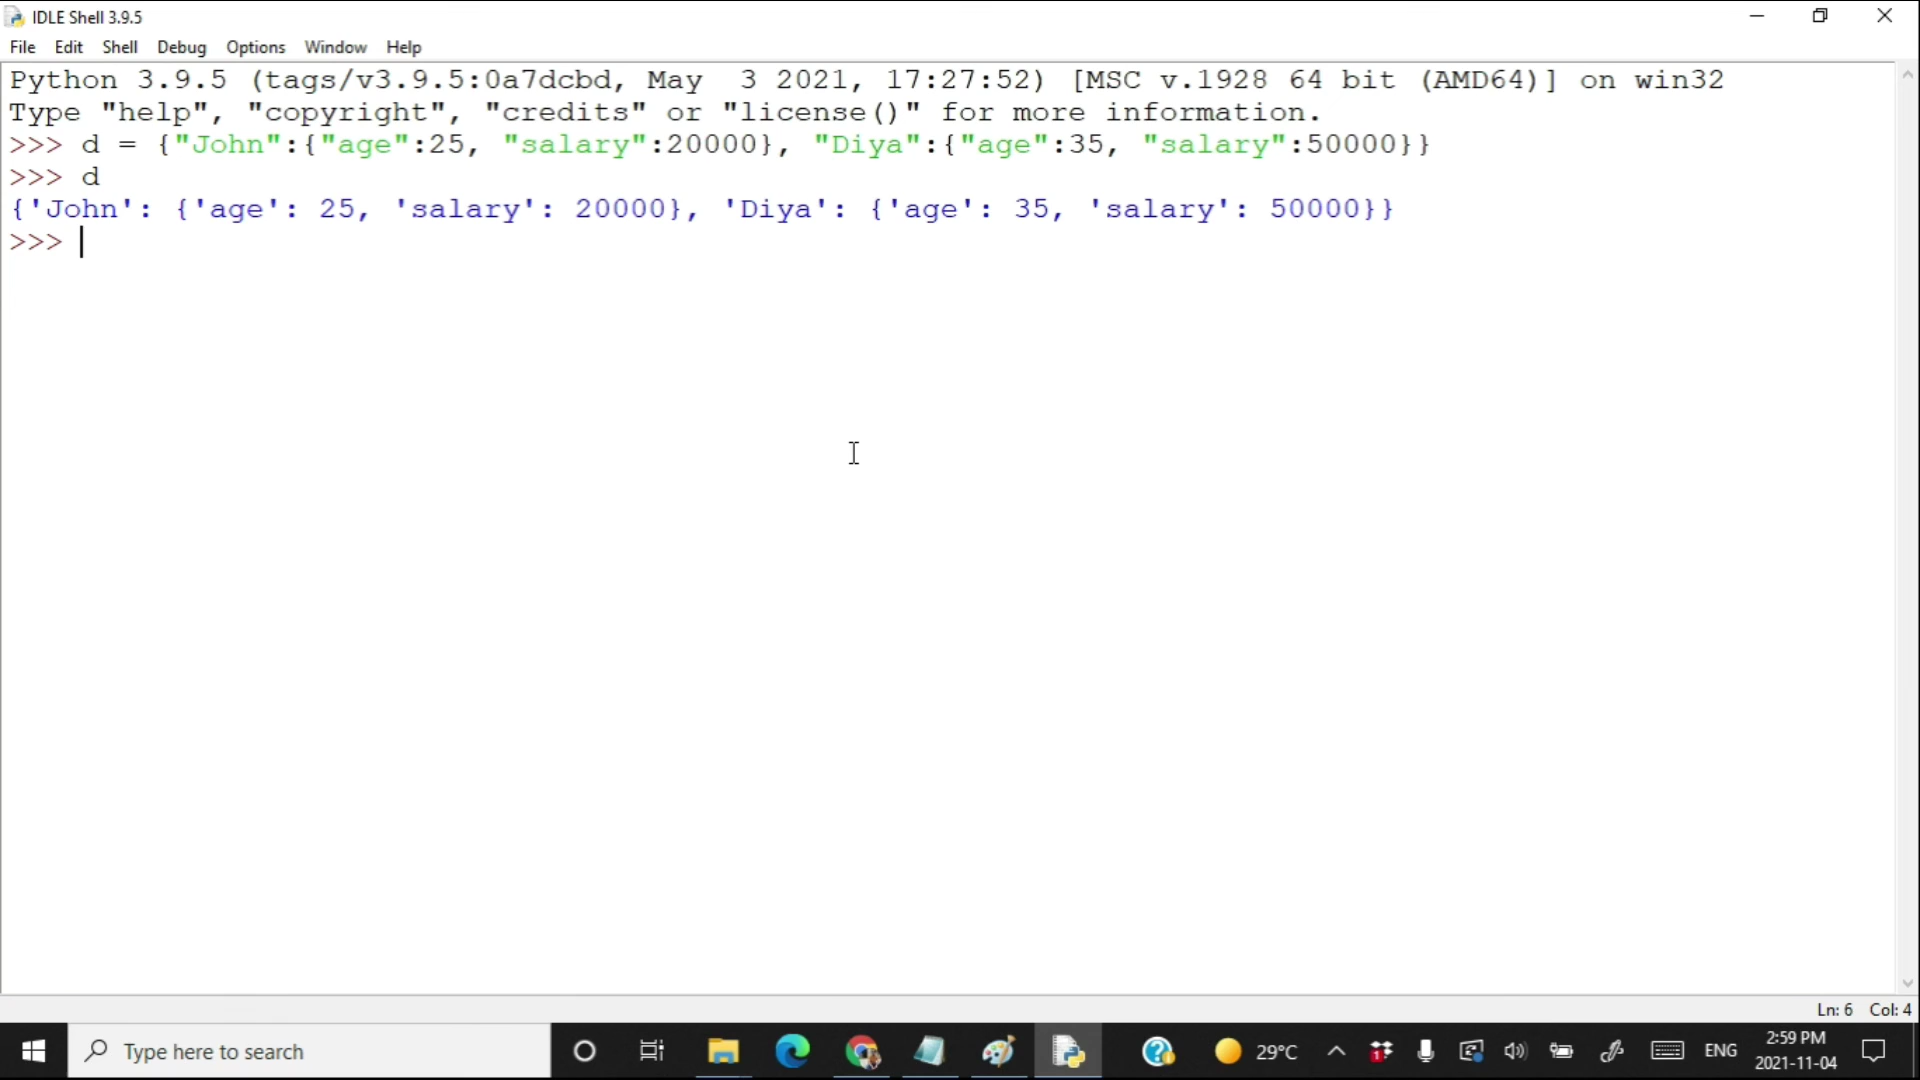 IDLE Shell 3.9.5
File Edit Shell Debug Options Window Help
Python 3.9.5 (tags/v3.9.5:0a7dcbd, May  3 2021, 17:27:52) [MSC v.1928 64 bit (AMD64)] on win32
Type "help", "copyright", "credits" or "license()" for more information.
>>> d = {"John":{"age":25, "salary":20000}, "Diya":{"age":35, "salary":50000}}
>>> d
{'John': {'age': 25, 'salary': 20000}, 'Diya': {'age': 35, 'salary': 50000}}
>>>
Ln: 6 Col: 4
Type here to search
29°C
ENG
2:59 PM
2021-11-04